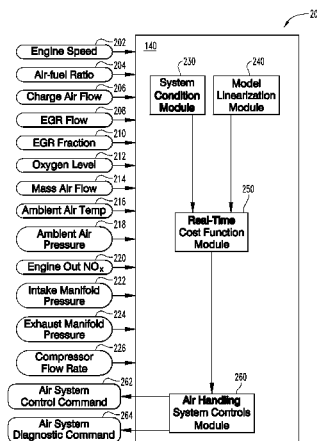 20
140
202
Engine Speed
204
Air-fuel Ratio
206
Charge Air Flow
208
EGR Flow
210
EGR Fraction
212
Oxygen Level
214
Mass Air Flow
216
Ambient Air Temp
218
Ambient Air
Pressure
220
Engine Out NOx
222
Intake Manifold
Pressure
224
Exhaust Manifold
Pressure
226
Compressor
Flow Rate
262
Air System
Control Command
264
Air System
Diagnostic Command
230
System
Condition
Module
240
Model
Linearization
Module
250
Real-Time
Cost Function
Module
260
Air Handling
System Controls
Module